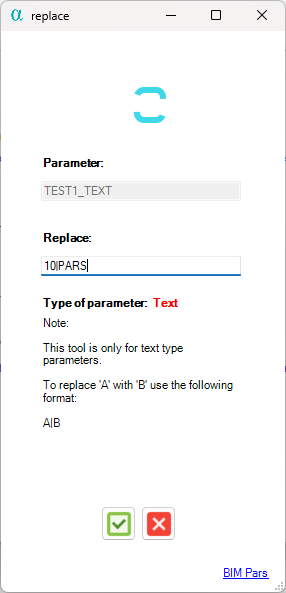 α replace
Parameter:
TEST1_TEXT
Replace:
10|PARS
Type of parameter: Text
Note:
This tool is only for text type
parameters.
To replace 'A' with 'B' use the following
format:
A|B
BIM Pars